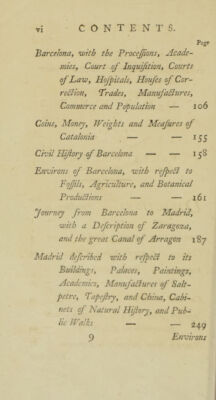 vi CONTENTS.
Page
Barcelona, with the Proceſſions, Acade-
mies, Court of Inquiſition, Courts
of Law, Hoſpitals, Houſes of Cor-
rection, Trades, Manufactures,
Commerce and Population — 106
Coins, Money, Weights and Meaſures of
Catalonia — — 155
Civil Hiſtory of Barcelona — — 158
Environs of Barcelona, with reſpect to
Foſſils, Agriculture, and Botanical
Productions — — 161
Journey from Barcelona to Madrid,
with a Deſcription of Zaragoza,
and the great Canal of Arragon 187
Madrid deſcribed with reſpect to its
Buildings, Palaces, Paintings,
Academies, Manufactures of Salt-
petre, Tapeſtry, and China, Cabi-
nets of Natural Hiſtory, and Pub-
lic Walks — — 249
9 Environs